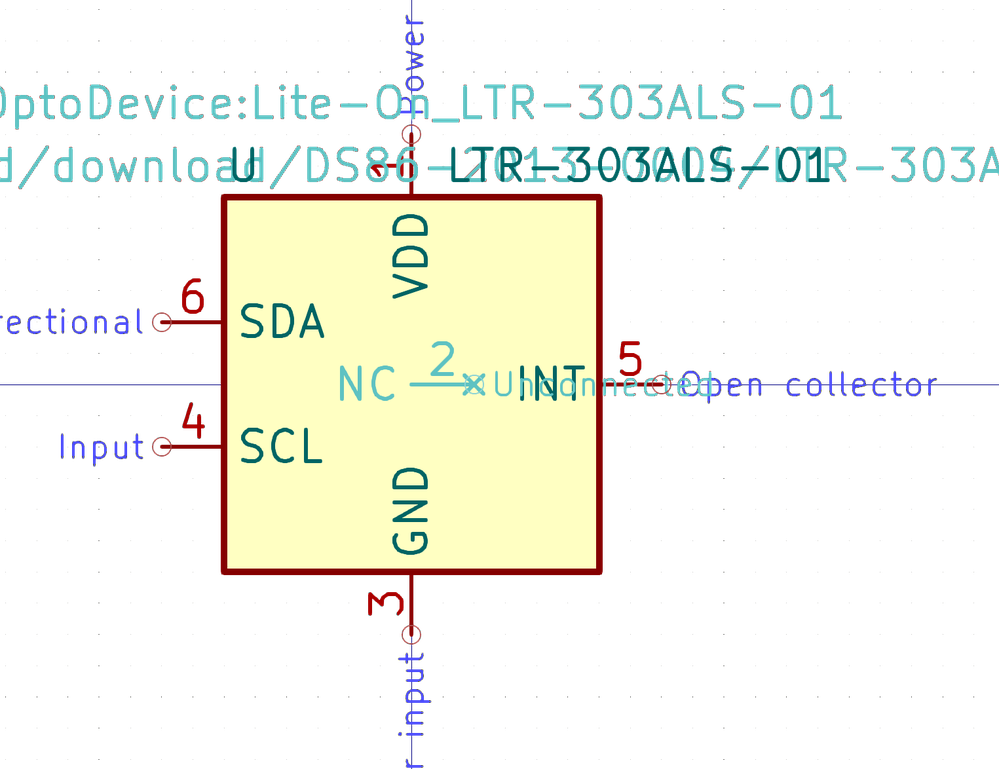 Power
OptoDevice:Lite-On_LTR-303ALS-01
d/download/DS86-2013-0004/LTR-303A
U LTR-303ALS-01
1
VDD
6
rectional SDA
2 5
NC Unconnected INT Open collector
4
Input SCL
GND
3
r input